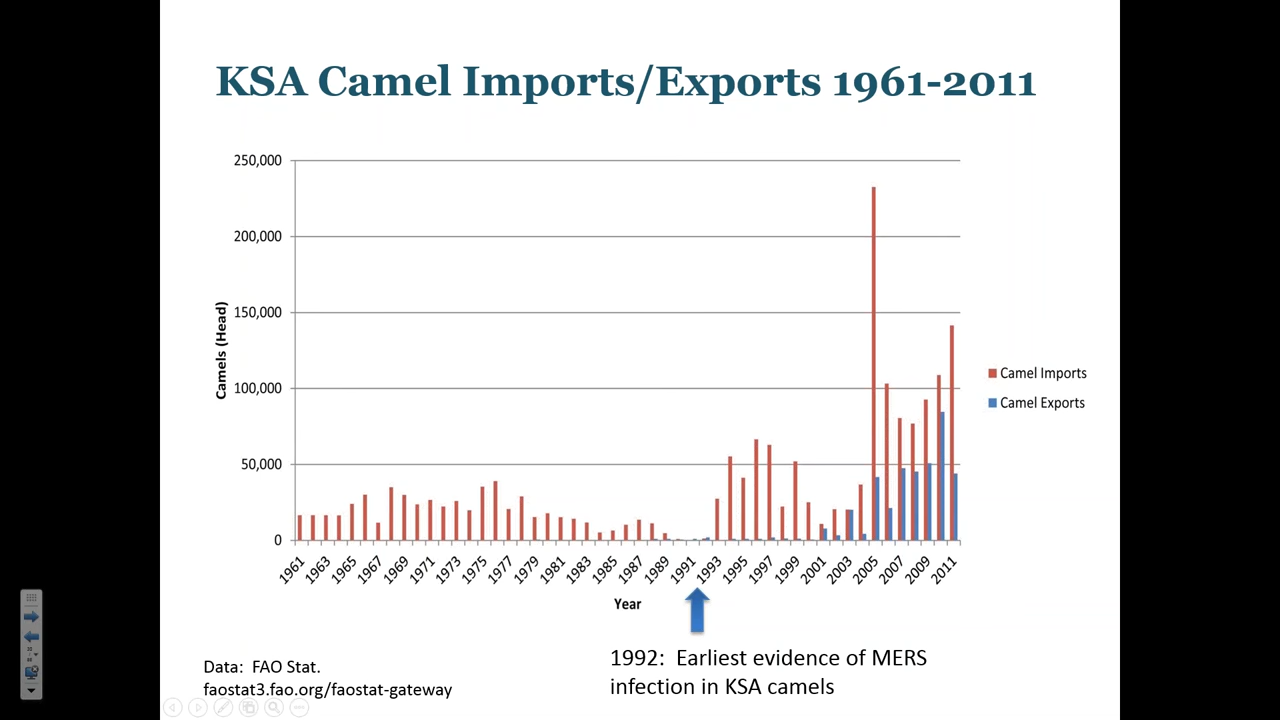 KSA Camel Imports/Exports 1961-2011
250,000
200,000
150,000
100,000
50,000
0
Camels (Head)
Camel Imports
Camel Exports
1961 1963 1965 1967 1969 1971 1973 1975 1977 1979 1981 1983 1985 1987 1989 1991 1993 1995 1997 1999 2001 2003 2005 2007 2009 2011
Year
1992: Earliest evidence of MERS
infection in KSA camels
Data: FAO Stat.
faostat3.fao.org/faostat-gateway